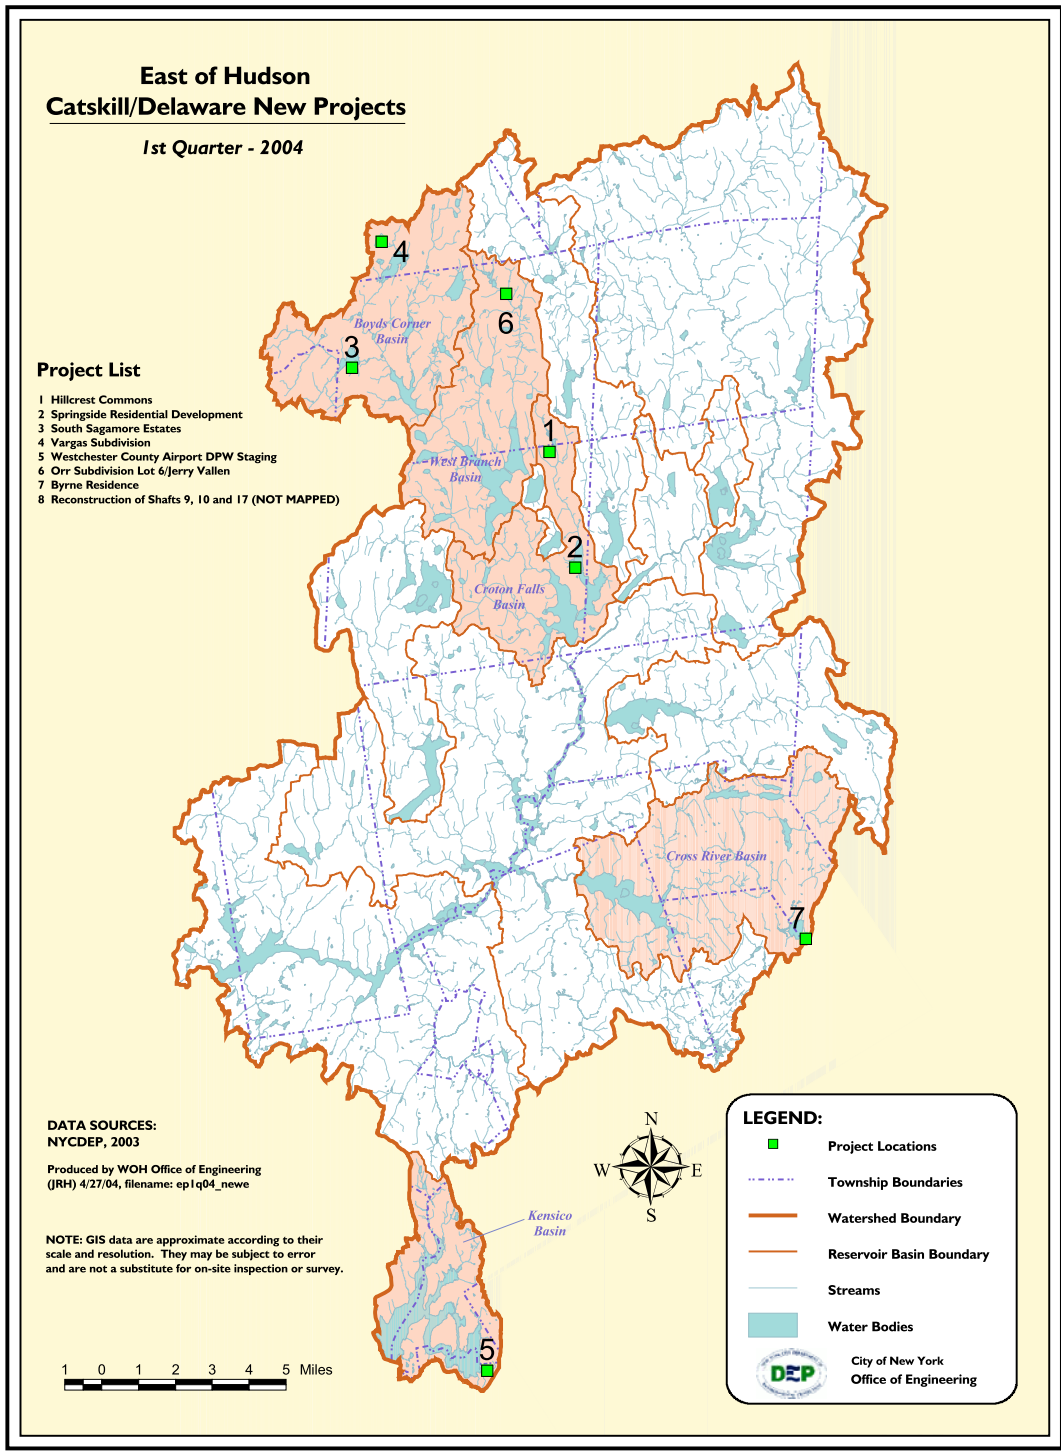 East of Hudson
Catskill/Delaware New Projects
1st Quarter - 2004
4
6
Boyds Corner
Basin
3
Project List
1 Hillcrest Commons
2 Springside Residential Development
3 South Sagamore Estates
4 Vargas Subdivision
5 Westchester County Airport DPW Staging
6 Orr Subdivision Lot 6/Jerry Vallen
7 Byrne Residence
8 Reconstruction of Shafts 9, 10 and 17 (NOT MAPPED)
1
West Branch
Basin
2
Croton Falls
Basin
Cross River Basin
7
DATA SOURCES:
NYCDEP, 2003
Produced by WOH Office of Engineering
(JRH) 4/27/04, filename: ep1q04_newe
NOTE: GIS data are approximate according to their
scale and resolution. They may be subject to error
and are not a substitute for on-site inspection or survey.
N
W E
S
Kensico
Basin
5
1 0 1 2 3 4 5 Miles
LEGEND:
Project Locations
Township Boundaries
Watershed Boundary
Reservoir Basin Boundary
Streams
Water Bodies
DEP
City of New York
Office of Engineering